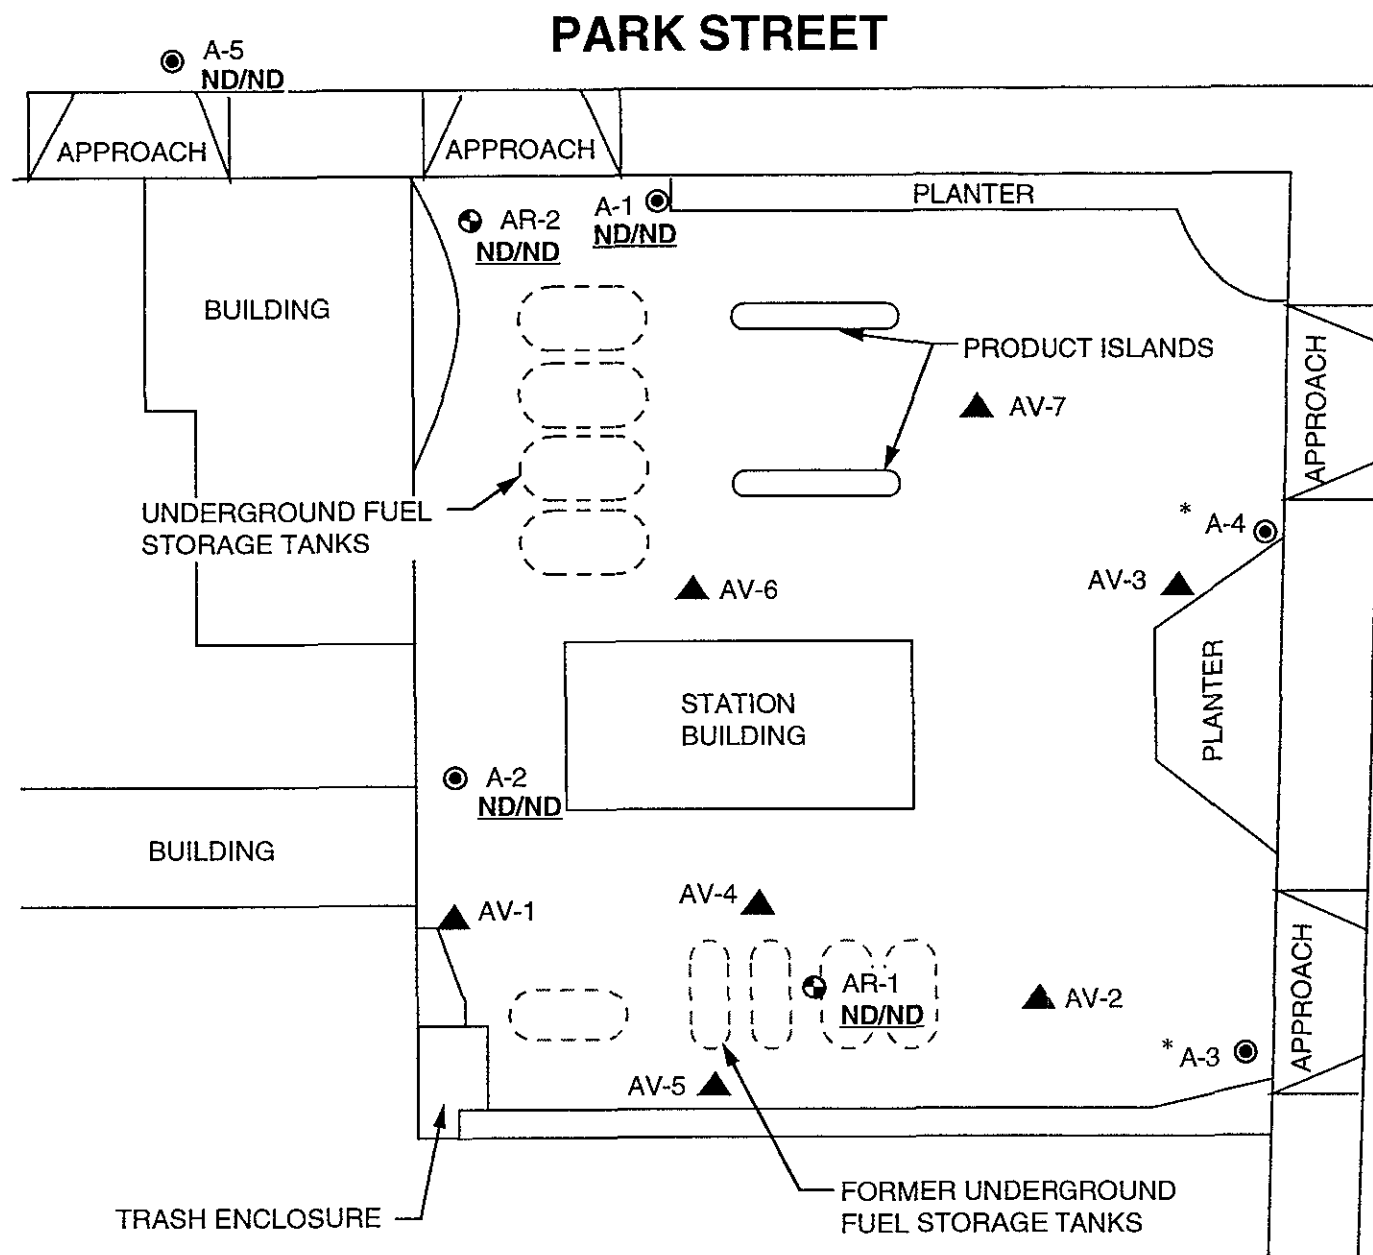 PARK STREET
A-5
ND/ND
APPROACH
APPROACH
PLANTER
AR-2
ND/ND
A-1
ND/ND
BUILDING
PRODUCT ISLANDS
APPROACH
AV-7
UNDERGROUND FUEL
STORAGE TANKS
* A-4
AV-6
AV-3
STATION
BUILDING
PLANTER
A-2
ND/ND
BUILDING
AV-4
AV-1
AR-1
ND/ND
AV-2
APPROACH
* A-3
AV-5
TRASH ENCLOSURE
FORMER UNDERGROUND
FUEL STORAGE TANKS